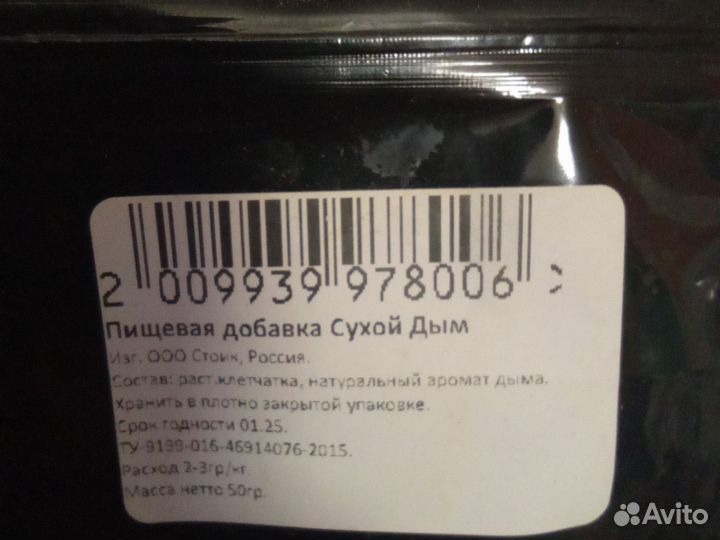 2 009939 978006 >
Пищевая добавка Сухой Дым
Изг. ООО Стоик, Россия.
Состав: раст.клетчатка, натуральный аромат дыма.
Хранить в плотно закрытой упаковке.
Срок годности 01.25.
ТУ-9199-016-46914076-2015.
Расход 2-3гр/кг.
Масса нетто 50гр.
Avito